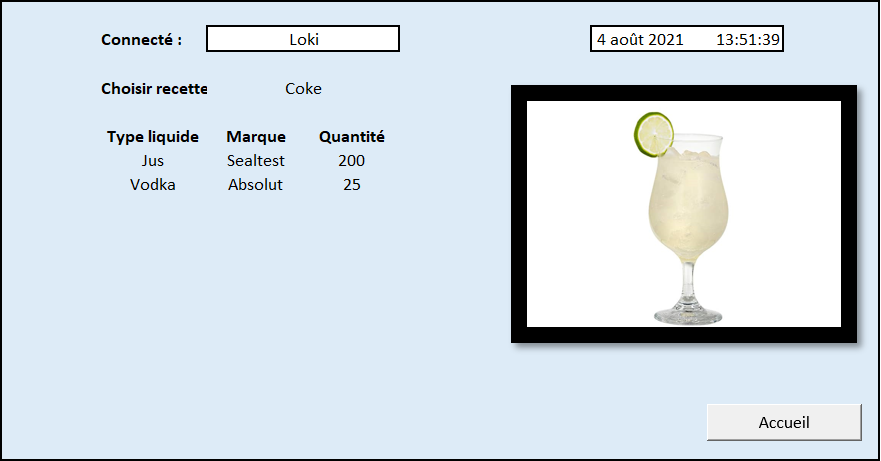 Connecté : Loki 4 août 2021 13:51:39
Choisir recette Coke
Type liquide Marque Quantité
Jus Sealtest 200
Vodka Absolut 25
Accueil